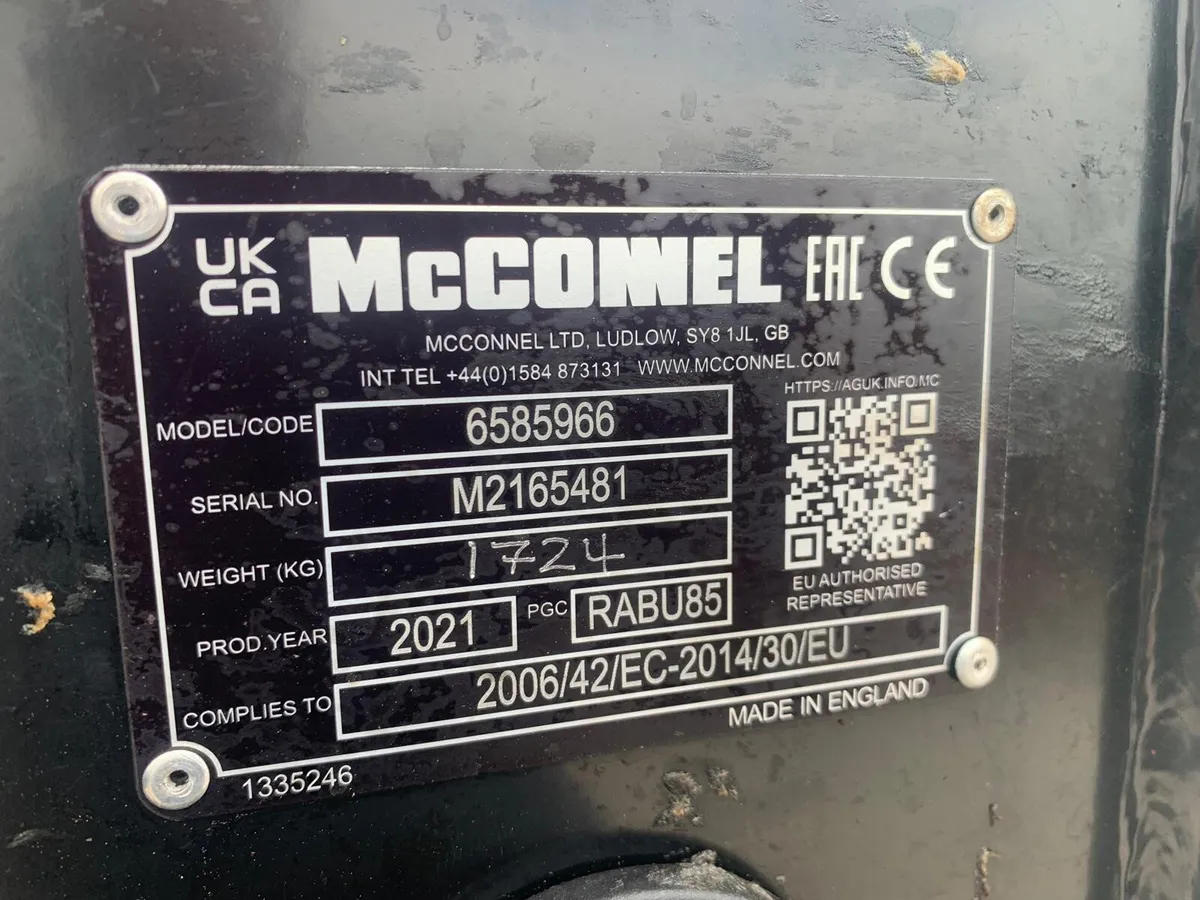 UK CA McCONNEL EAC CE
MCCONNEL LTD, LUDLOW, SY8 1JL, GB
INT TEL +44(0)1584 873131 WWW.MCCONNEL.COM
HTTPS://AGUK.INFO/MC
MODEL/CODE 6585966
SERIAL NO. M2165481
WEIGHT (KG) 1724
EU AUTHORISED
REPRESENTATIVE
PROD.YEAR 2021 PGC RABU85
COMPLIES TO 2006/42/EC-2014/30/EU
MADE IN ENGLAND
1335246